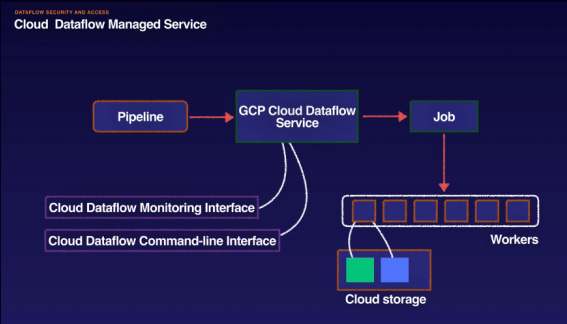 DATAFLOW SECURITY AND ACCESS
Cloud Dataflow Managed Service
Pipeline
GCP Cloud Dataflow
Service
Job
Cloud Dataflow Monitoring Interface
Cloud Dataflow Command-line Interface
Workers
Cloud storage